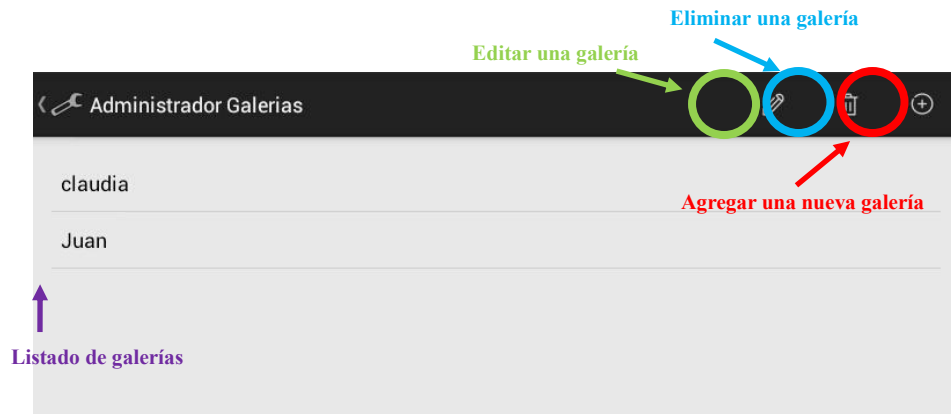 Eliminar una galería
Editar una galería
Administrador Galerias
claudia
Agregar una nueva galería
Juan
Listado de galerías